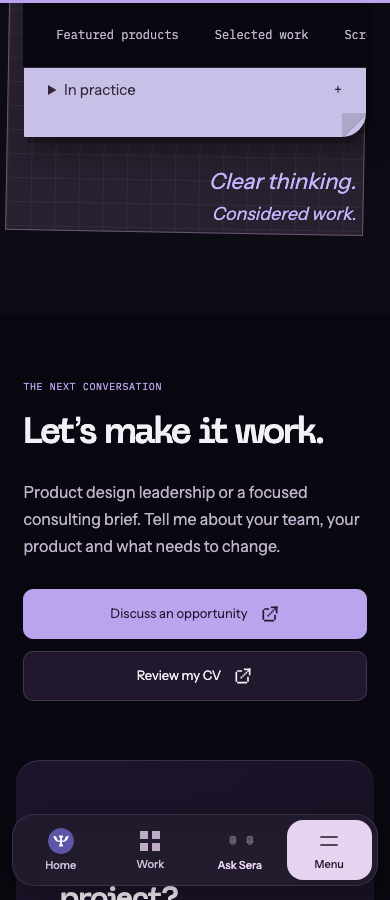 Featured products Selected work Scr
In practice +
Clear thinking.
Considered work.
THE NEXT CONVERSATION
Let's make it work.
Product design leadership or a focused
consulting brief. Tell me about your team, your
product and what needs to change.
Discuss an opportunity
Review my CV
Home Work Ask Sera Menu
project?